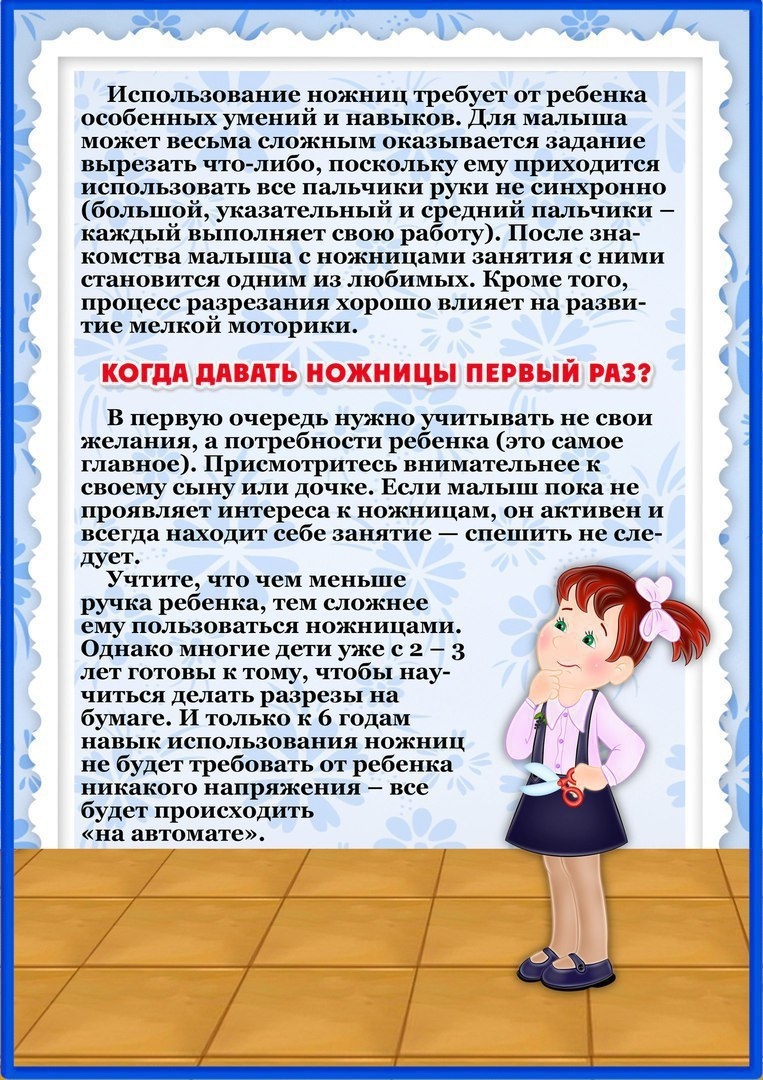 Использование ножниц требует от ребенка
особенных умений и навыков. Для малыша
может весьма сложным оказывается задание
вырезать что-либо, поскольку ему приходится
использовать все пальчики руки не синхронно
(большой, указательный и средний пальчики –
каждый выполняет свою работу). После зна-
комства малыша с ножницами занятия с ними
становится одним из любимых. Кроме того,
процесс разрезания хорошо влияет на разви-
тие мелкой моторики.
КОГДА ДАВАТЬ НОЖНИЦЫ ПЕРВЫЙ РАЗ?
В первую очередь нужно учитывать не свои
желания, а потребности ребенка (это самое
главное). Присмотритесь внимательнее к
своему сыну или дочке. Если малыш пока не
проявляет интереса к ножницам, он активен и
всегда находит себе занятие — спешить не сле-
дует.
Учтите, что чем меньше
ручка ребенка, тем сложнее
ему пользоваться ножницами.
Однако многие дети уже с 2 – 3
лет готовы к тому, чтобы нау-
читься делать разрезы на
бумаге. И только к 6 годам
навык использования ножниц
не будет требовать от ребенка
никакого напряжения – все
будет происходить
«на автомате».